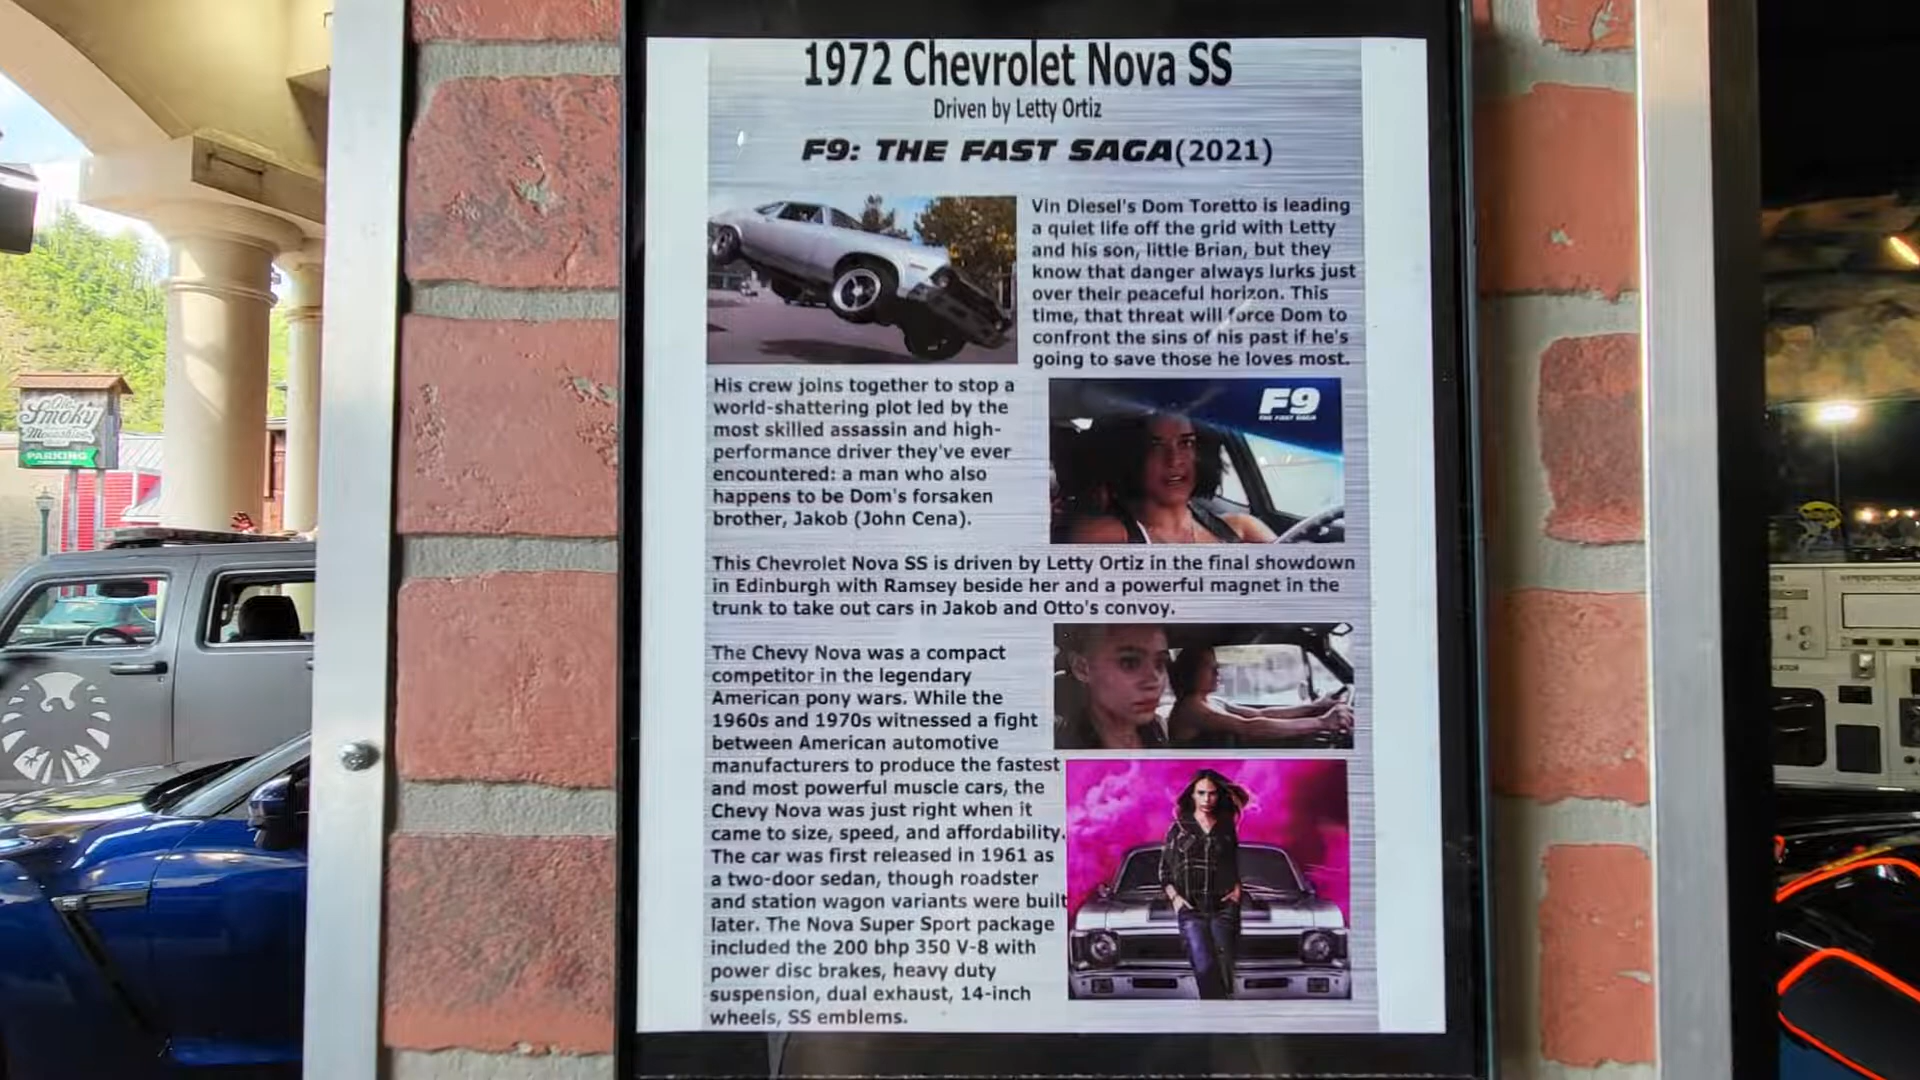 1972 Chevrolet Nova SS
Driven by Letty Ortiz
F9: THE FAST SAGA(2021)
Vin Diesel's Dom Toretto is leading
a quiet life off the grid with Letty
and his son, little Brian, but they
know that danger always lurks just
over their peaceful horizon. This
time, that threat will force Dom to
confront the sins of his past if he's
going to save those he loves most.
His crew joins together to stop a
world-shattering plot led by the
most skilled assassin and high-
performance driver they've ever
encountered: a man who also
happens to be Dom's forsaken
brother, Jakob (John Cena).
F9
THE FAST SAGA
This Chevrolet Nova SS is driven by Letty Ortiz in the final showdown
in Edinburgh with Ramsey beside her and a powerful magnet in the
trunk to take out cars in Jakob and Otto's convoy.
The Chevy Nova was a compact
competitor in the legendary
American pony wars. While the
1960s and 1970s witnessed a fight
between American automotive
manufacturers to produce the fastest
and most powerful muscle cars, the
Chevy Nova was just right when it
came to size, speed, and affordability.
The car was first released in 1961 as
a two-door sedan, though roadster
and station wagon variants were built
later. The Nova Super Sport package
included the 200 bhp 350 V-8 with
power disc brakes, heavy duty
suspension, dual exhaust, 14-inch
wheels, SS emblems.
Ole
Smoky
Moonshine
PARKING